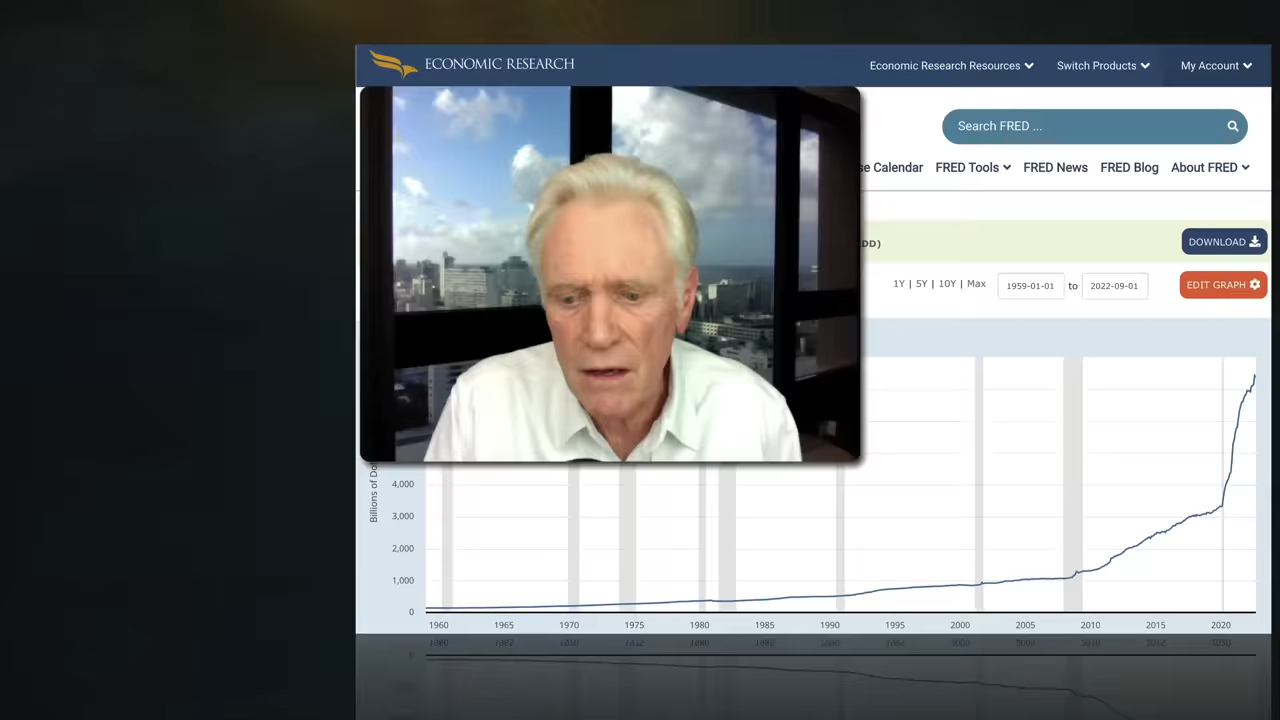 ECONOMIC RESEARCH
Economic Research Resources Switch Products My Account
Search FRED ...
se Calendar FRED Tools FRED News FRED Blog About FRED
DD) DOWNLOAD
1Y | 5Y | 10Y | Max 1959-01-01 to 2022-09-01 EDIT GRAPH
Billions of Dol
4,000
3,000
2,000
1,000
0
1960 1965 1970 1975 1980 1985 1990 1995 2000 2005 2010 2015 2020